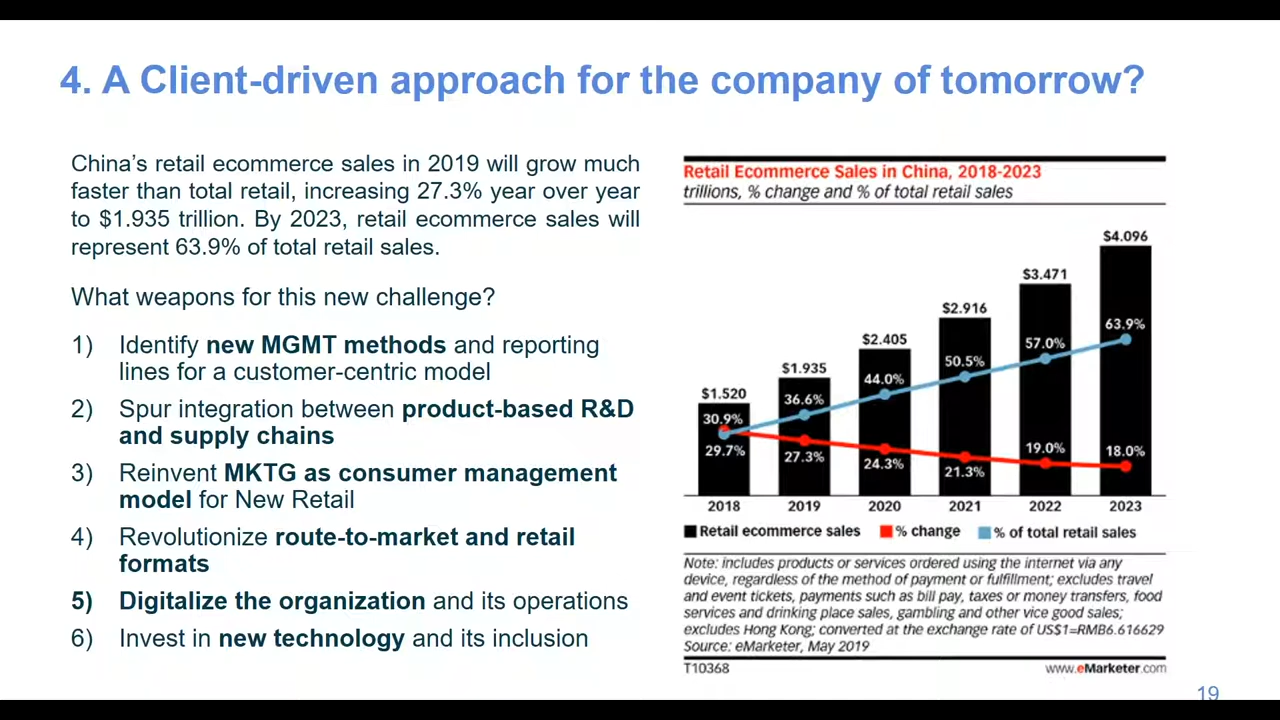 4. A Client-driven approach for the company of tomorrow?
China's retail ecommerce sales in 2019 will grow much
faster than total retail, increasing 27.3% year over year
to $1.935 trillion. By 2023, retail ecommerce sales will
represent 63.9% of total retail sales.
What weapons for this new challenge?
1) Identify new MGMT methods and reporting
lines for a customer-centric model
2) Spur integration between product-based R&D
and supply chains
3) Reinvent MKTG as consumer management
model for New Retail
4) Revolutionize route-to-market and retail
formats
5) Digitalize the organization and its operations
6) Invest in new technology and its inclusion
Retail Ecommerce Sales in China, 2018-2023
trillions, % change and % of total retail sales
$4.096
$3.471
$2.916
$2.405
$1.935
$1.520
63.9%
57.0%
50.5%
44.0%
36.6%
30.9%
29.7%
27.3%
24.3%
21.3%
19.0%
18.0%
2018 2019 2020 2021 2022 2023
Retail ecommerce sales % change % of total retail sales
Note: includes products or services ordered using the internet via any
device, regardless of the method of payment or fulfillment; excludes travel
and event tickets, payments such as bill pay, taxes or money transfers, food
services and drinking place sales, gambling and other vice good sales;
excludes Hong Kong; converted at the exchange rate of US$1=RMB6.616629
Source: eMarketer, May 2019
T10368 www.eMarketer.com
19